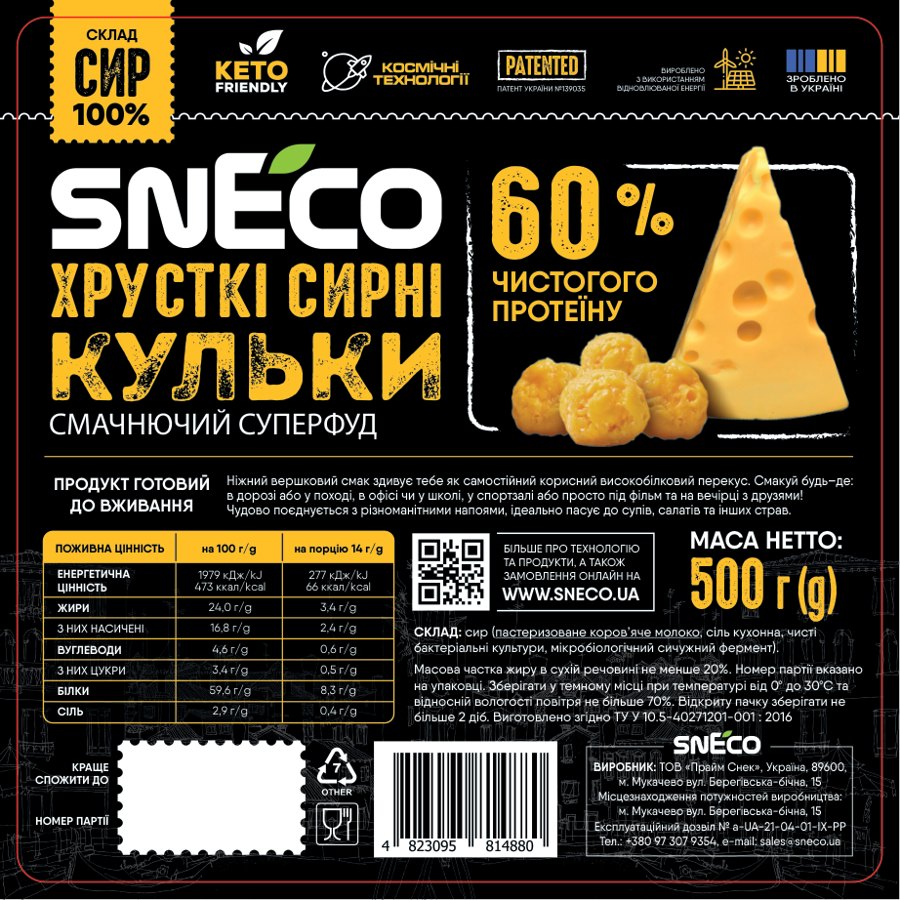 СКЛАД
СИР
100%
KETO
FRIENDLY
КОСМІЧНІ
ТЕХНОЛОГІЇ
PATENTED
ПАТЕНТ УКРАЇНИ №139035
ВИРОБЛЕНО
З ВИКОРИСТАННЯМ
ВІДНОВЛЮВАНОЇ ЕНЕРГІЇ
ЗРОБЛЕНО
В УКРАЇНІ
SNECO
ХРУСТКІ СИРНІ
КУЛЬКИ
СМАЧНЮЧИЙ СУПЕРФУД
60%
ЧИСТОГОГО
ПРОТЕЇНУ
ПРОДУКТ ГОТОВИЙ
ДО ВЖИВАННЯ
Ніжний вершковий смак здивує тебе як самостійний корисний високобілковий перекус. Смакуй будь-де:
в дорозі або у поході, в офісі чи у школі, у спортзалі або просто під фільм та на вечірці з друзями!
Чудово поєднується з різноманітними напоями, ідеально пасує до супів, салатів та інших страв.
ПОЖИВНА ЦІННІСТЬ на 100 г/g на порцію 14 г/g
ЕНЕРГЕТИЧНА ЦІННІСТЬ 1979 кДж/kJ 473 ккал/kcal 277 кДж/kJ 66 ккал/kcal
ЖИРИ 24,0 г/g 3,4 г/g
З НИХ НАСИЧЕНІ 16,8 г/g 2,4 г/g
ВУГЛЕВОДИ 4,6 г/g 0,6 г/g
З НИХ ЦУКРИ 3,4 г/g 0,5 г/g
БІЛКИ 59,6 г/g 8,3 г/g
СІЛЬ 2,9 г/g 0,4 г/g
БІЛЬШЕ ПРО ТЕХНОЛОГІЮ
ТА ПРОДУКТИ, А ТАКОЖ
ЗАМОВЛЕННЯ ОНЛАЙН НА
WWW.SNECO.UA
МАСА НЕТТО:
500 г (g)
СКЛАД: сир (пастеризоване коров'яче молоко, сіль кухонна, чисті
бактеріальні культури, мікробіологічний сичужний фермент).
Масова частка жиру в сухій речовині не менше 20%. Номер партії вказано
на упаковці. Зберігати у темному місці при температурі від 0° до 30°С та
відносній вологості повітря не більше 70%. Відкриту пачку зберігати не
більше 2 діб. Виготовлено згідно ТУ У 10.5-40271201-001 : 2016
КРАЩЕ
СПОЖИТИ ДО
НОМЕР ПАРТІЇ
7
OTHER
4 823095 814880
SNECO
ВИРОБНИК: ТОВ «Прайм Снек», Україна, 89600,
м. Мукачево вул. Берегівська-бічна, 15
Місцезнаходження потужностей виробництва:
м. Мукачево вул. Берегівська-бічна, 15
Експлуатаційний дозвіл № a-UA-21-04-01-IX-PP
Тел.: +380 97 307 9354, e-mail: sales@sneco.ua